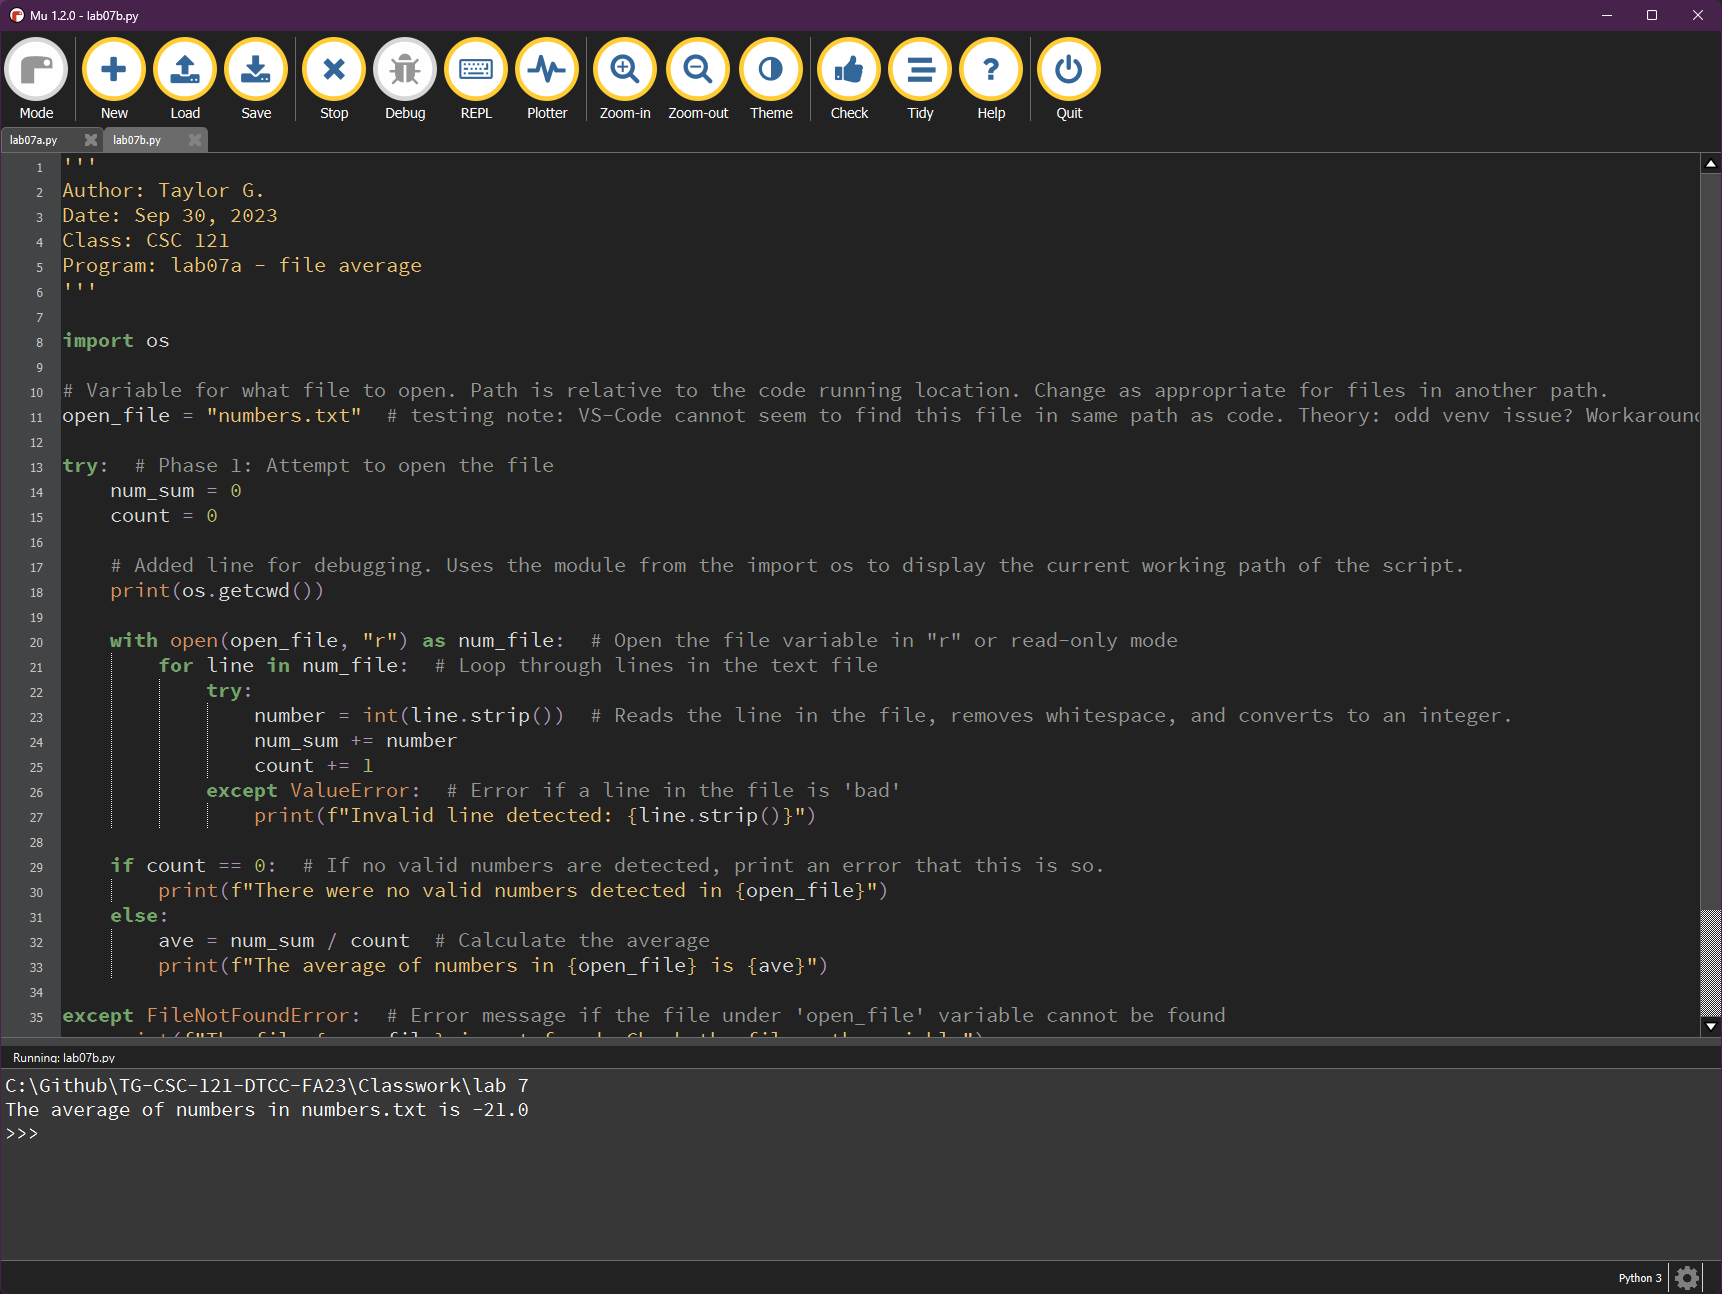 Mu 1.2.0 - lab07b.py
Mode New Load Save Stop Debug REPL Plotter Zoom-in Zoom-out Theme Check Tidy Help Quit
lab07a.py lab07b.py
1 '''
2 Author: Taylor G.
3 Date: Sep 30, 2023
4 Class: CSC 121
5 Program: lab07a - file average
6 '''
7
8 import os
9
10 # Variable for what file to open. Path is relative to the code running location. Change as appropriate for files in another path.
11 open_file = "numbers.txt"  # testing note: VS-Code cannot seem to find this file in same path as code. Theory: odd venv issue? Workaround
12
13 try:  # Phase 1: Attempt to open the file
14     num_sum = 0
15     count = 0
16
17     # Added line for debugging. Uses the module from the import os to display the current working path of the script.
18     print(os.getcwd())
19
20     with open(open_file, "r") as num_file:  # Open the file variable in "r" or read-only mode
21         for line in num_file:  # Loop through lines in the text file
22             try:
23                 number = int(line.strip())  # Reads the line in the file, removes whitespace, and converts to an integer.
24                 num_sum += number
25                 count += 1
26             except ValueError:  # Error if a line in the file is 'bad'
27                 print(f"Invalid line detected: {line.strip()}")
28
29     if count == 0:  # If no valid numbers are detected, print an error that this is so.
30         print(f"There were no valid numbers detected in {open_file}")
31     else:
32         ave = num_sum / count  # Calculate the average
33         print(f"The average of numbers in {open_file} is {ave}")
34
35 except FileNotFoundError:  # Error message if the file under 'open_file' variable cannot be found
Running: lab07b.py
C:\Github\TG-CSC-121-DTCC-FA23\Classwork\lab 7
The average of numbers in numbers.txt is -21.0
>>>
Python 3